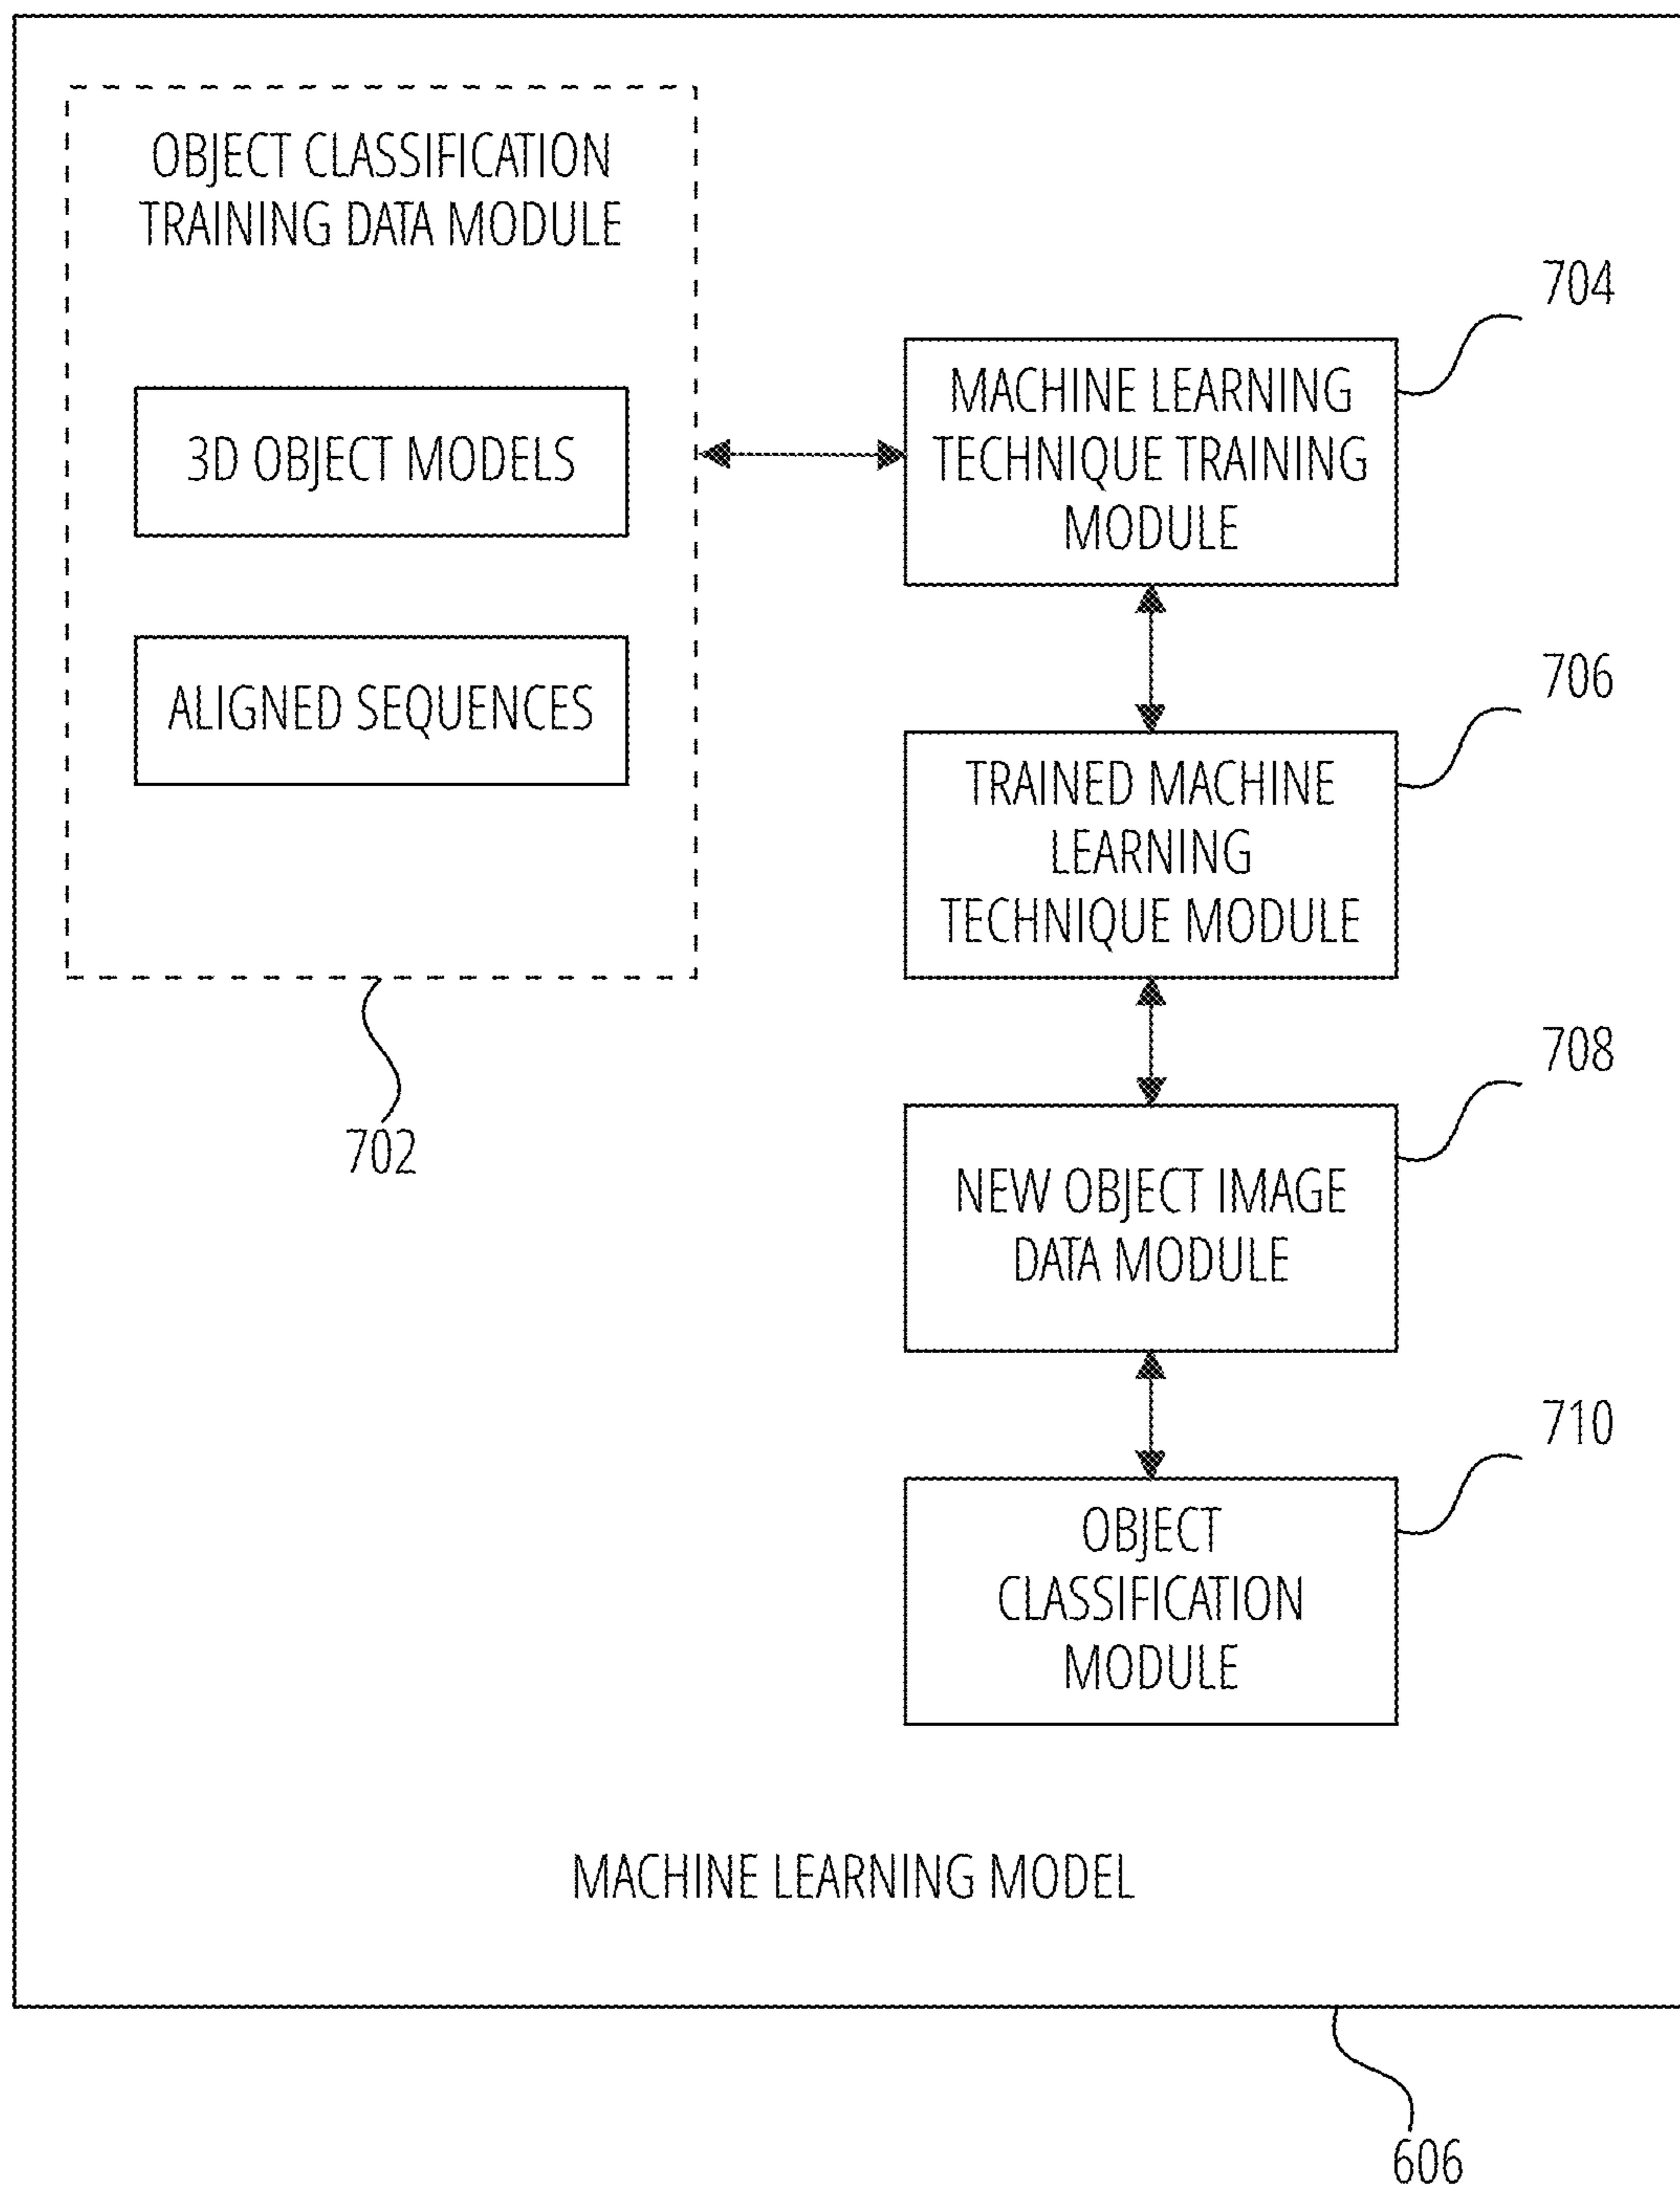 OBJECT CLASSIFICATION
TRAINING DATA MODULE
3D OBJECT MODELS
ALIGNED SEQUENCES
702
704
MACHINE LEARNING
TECHNIQUE TRAINING
MODULE
706
TRAINED MACHINE
LEARNING
TECHNIQUE MODULE
708
NEW OBJECT IMAGE
DATA MODULE
710
OBJECT
CLASSIFICATION
MODULE
MACHINE LEARNING MODEL
606